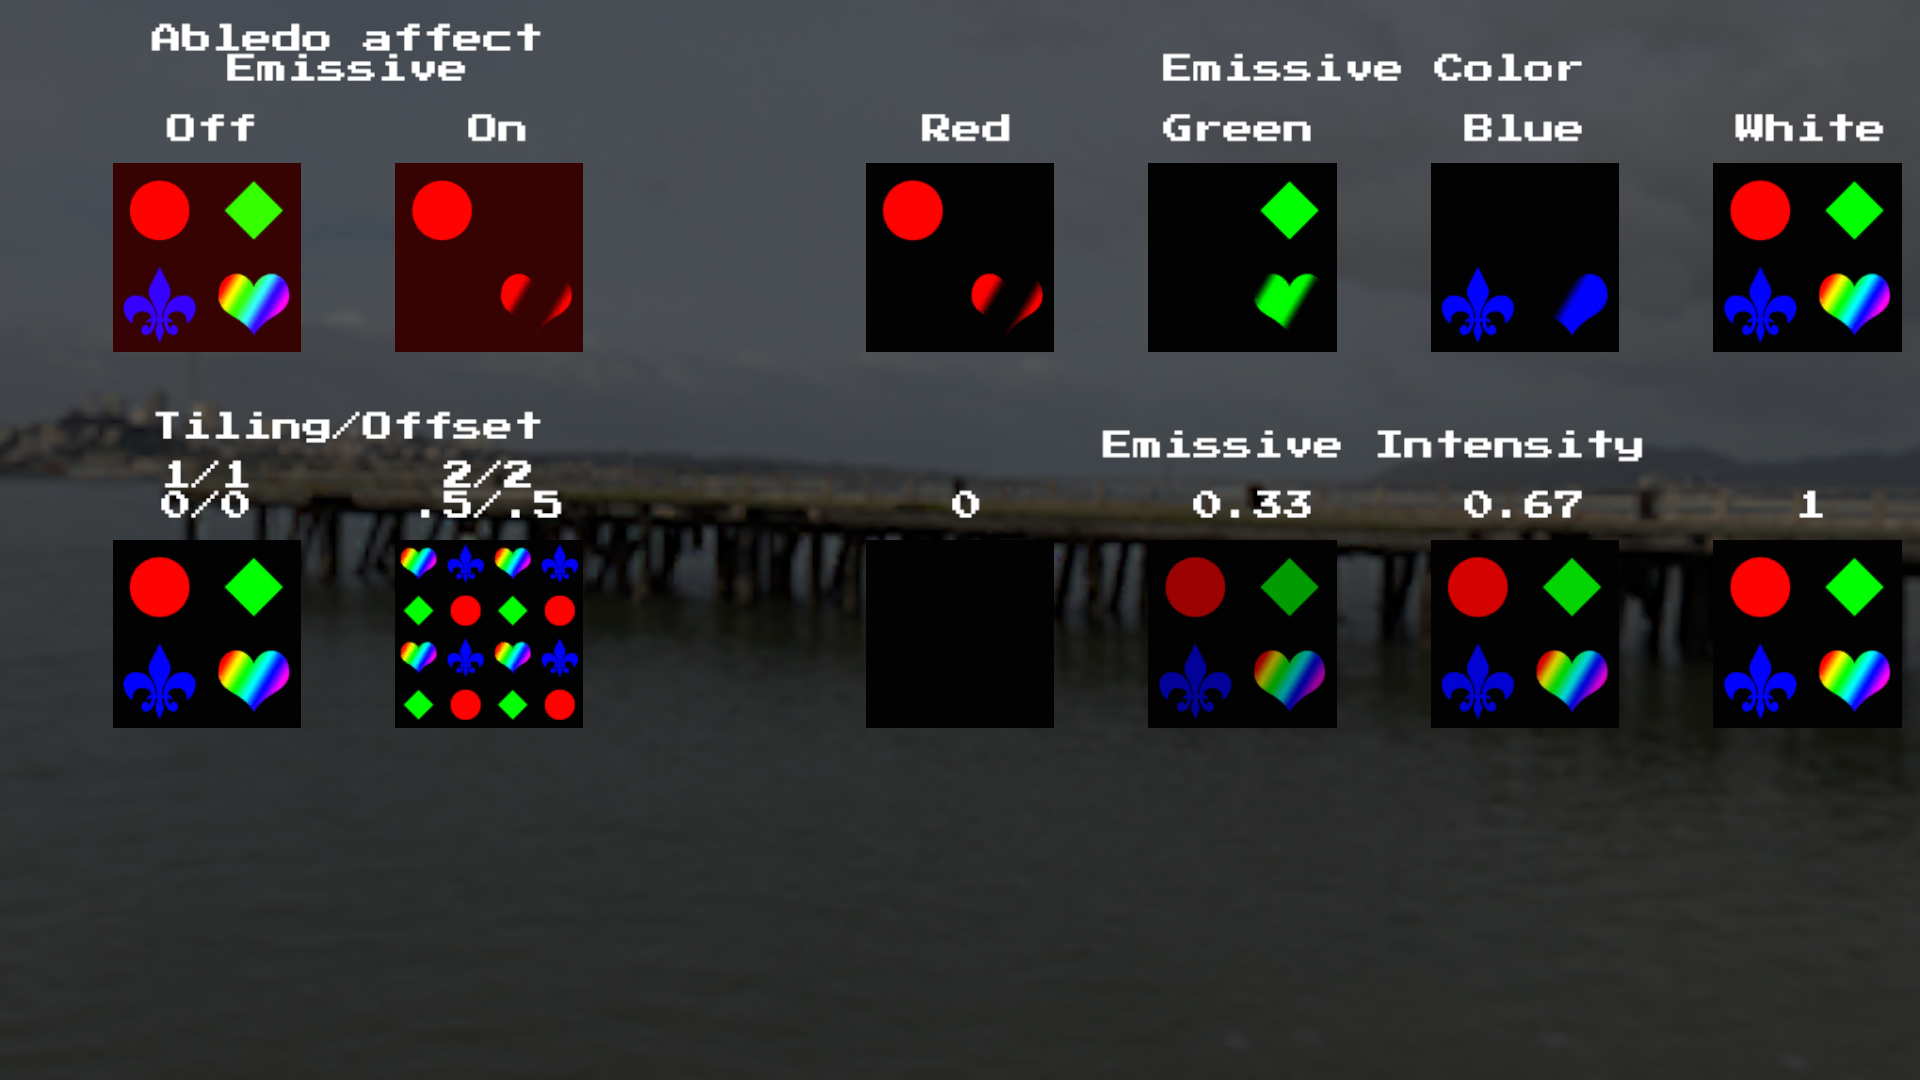 Abledo affect
Emissive
Off On
Emissive Color
Red Green Blue White
Tiling/Offset
1/1 2/2
0/0 .5/.5
Emissive Intensity
0 0.33 0.67 1